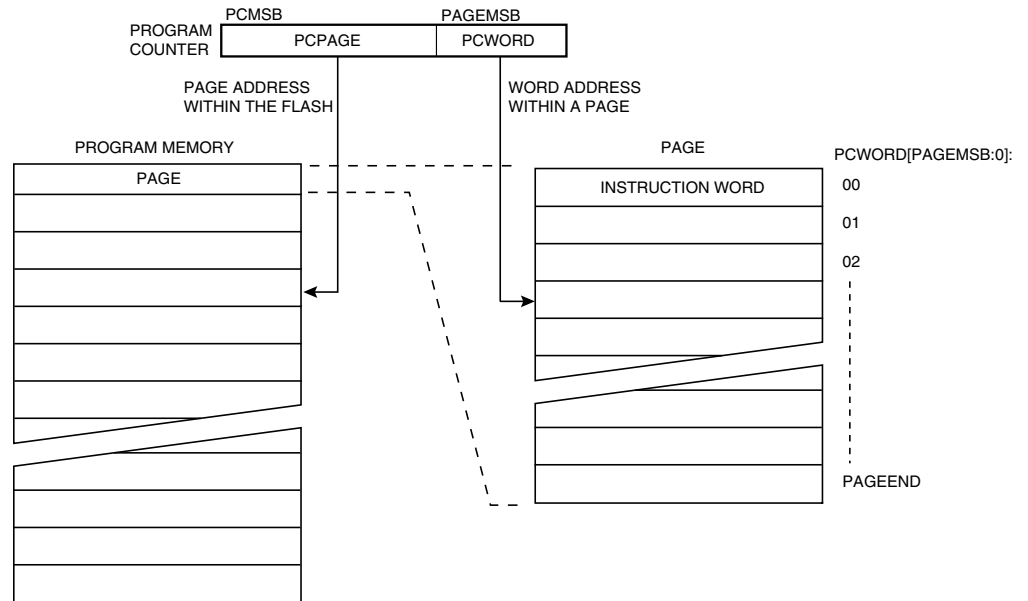 PCMSB
PAGEMSB
PROGRAM
COUNTER
PCPAGE
PCWORD
PAGE ADDRESS
WITHIN THE FLASH
WORD ADDRESS
WITHIN A PAGE
PROGRAM MEMORY
PAGE
PAGE
PCWORD[PAGEMSB:0]:
INSTRUCTION WORD
00
01
02
PAGEEND